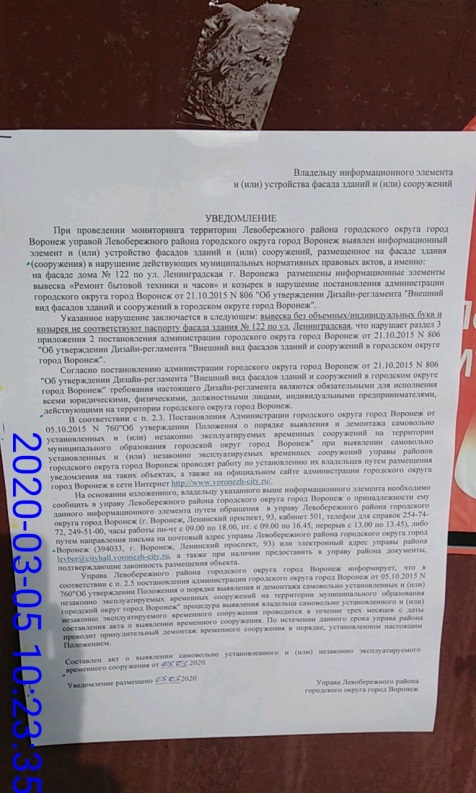 Владельцу информационного элемента
и (или) устройства фасада зданий и (или) сооружений
УВЕДОМЛЕНИЕ
При проведении мониторинга территории Левобережного района городского округа город
Воронеж управой Левобережного района городского округа город Воронеж выявлен информационный
элемент и (или) устройство фасадов зданий и (или) сооружений, размещенное на фасаде здания
(сооружения) в нарушение действующих муниципальных нормативных правовых актов, а именно:
на фасаде дома № 122 по ул. Ленинградская г. Воронежа размещены информационные элементы
вывеска «Ремонт бытовой техники и часов» и козырек в нарушение постановления администрации
городского округа город Воронеж от 21.10.2015 N 806 "Об утверждении Дизайн-регламента "Внешний
вид фасадов зданий и сооружений в городском округе город Воронеж".
Указанное нарушение заключается в следующем: вывеска без объемных/индивидуальных букв и
козырек не соответствуют паспорту фасада здания № 122 по ул. Ленинградская, что нарушает раздел 3
приложения 2 постановления администрации городского округа город Воронеж от 21.10.2015 N 806
"Об утверждении Дизайн-регламента "Внешний вид фасадов зданий и сооружений в городском округе
город Воронеж".
Согласно постановлению администрации городского округа город Воронеж от 21.10.2015 N 806
"Об утверждении Дизайн-регламента "Внешний вид фасадов зданий и сооружений в городском округе
город Воронеж" требования настоящего Дизайн-регламента являются обязательными для исполнения
всеми юридическими, физическими, должностными лицами, индивидуальными предпринимателями,
действующими на территории городского округа город Воронеж.
В соответствии с п. 2.3. Постановления Администрации городского округа город Воронеж от
05.10.2015 N 760"Об утверждении Положения о порядке выявления и демонтажа самовольно
установленных и (или) незаконно эксплуатируемых временных сооружений на территории
муниципального образования городской округ город Воронеж" при выявлении самовольно
установленных и (или) незаконно эксплуатируемых временных сооружений управы районов
городского округа город Воронеж проводят работу по установлению их владельцев путем размещения
уведомления на таких объектах, а также на официальном сайте администрации городского округа
город Воронеж в сети Интернет http://www.voronezh-city.ru/.
На основании изложенного, владельцу указанного выше информационного элемента необходимо
сообщить в управу Левобережного района городского округа город Воронеж о принадлежности ему
данного информационного элемента путем обращения в управу Левобережного района городского
округа город Воронеж (г. Воронеж, Ленинский проспект, 93, кабинет 501, телефон для справок 254-74-
72, 249-51-00, часы работы пн-чт с 09.00 по 18.00, пт. с 09.00 по 16.45, перерыв с 13.00 по 13.45), либо
путем направления письма на почтовый адрес управы Левобережного района городского округа город
Воронеж (394033, г. Воронеж, Ленинский проспект, 93) или электронный адрес управы района
levber@cityhall.voronezh-city.ru, а также при наличии предоставить в управу района документы,
подтверждающие законность размещения объекта.
Управа Левобережного района городского округа город Воронеж информирует, что в
соответствии с п. 2.5 постановления администрации городского округа город Воронеж от 05.10.2015 N
760"Об утверждении Положения о порядке выявления и демонтажа самовольно установленных и (или)
незаконно эксплуатируемых временных сооружений на территории муниципального образования
городской округ город Воронеж" процедура выявления владельца самовольно установленного и (или)
незаконно эксплуатируемого временного сооружения проводится в течение трех месяцев с даты
составления акта о выявлении временного сооружения. По истечении данного срока управа района
проводит принудительный демонтаж временного сооружения в порядке, установленном настоящим
Положением.
Составлен акт о выявлении самовольно установленного и (или) незаконно эксплуатируемого
временного сооружения от 05.03.2020.
Уведомление размещено 05.03.2020
Управа Левобережного района
городского округа город Воронеж
2020-03-05 10:23:35